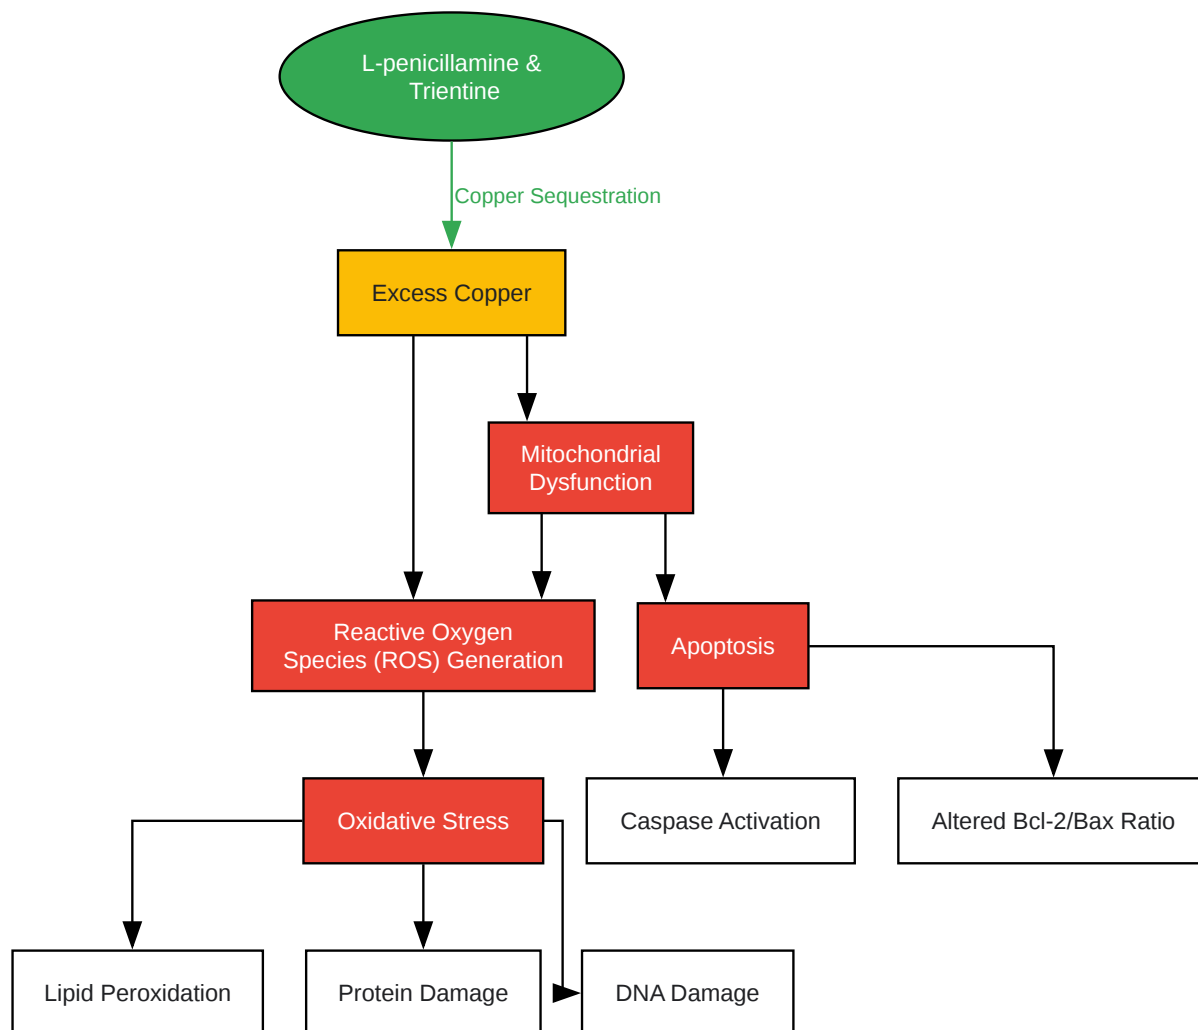 L-penicillamine &
Trientine
Copper Sequestration
Excess Copper
Mitochondrial
Dysfunction
Reactive Oxygen
Species (ROS) Generation
Apoptosis
Oxidative Stress
Caspase Activation
Altered Bcl-2/Bax Ratio
Lipid Peroxidation
Protein Damage
DNA Damage